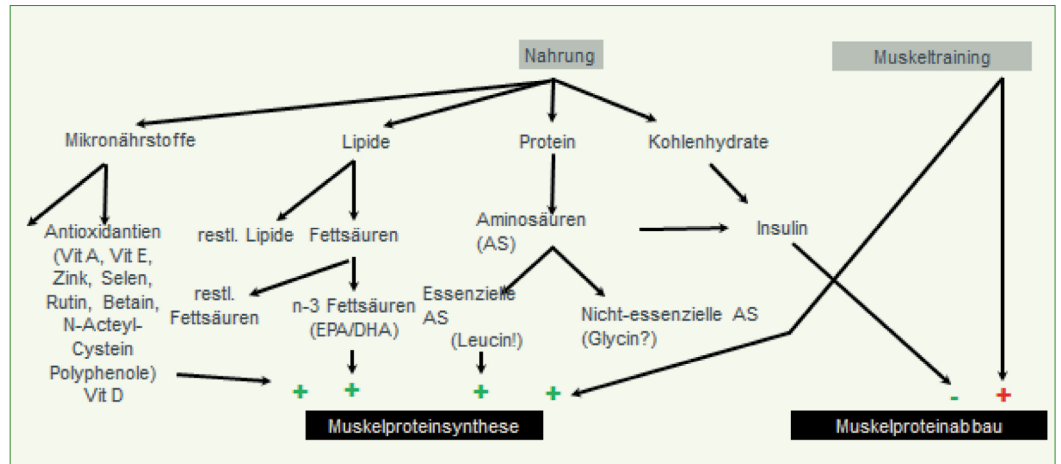 Nahrung
Muskeltraining
Mikronährstoffe
Lipide
Protein
Kohlenhydrate
Antioxidantien
(Vit A, Vit E,
Zink, Selen,
Rutin, Betain,
N-Acteyl-
Cystein
Polyphenole)
Vit D
restl. Lipide
Fettsäuren
Aminosäuren
(AS)
Insulin
restl.
Fettsäuren
n-3 Fettsäuren
(EPA/DHA)
Essenzielle
AS
(Leucin!)
Nicht-essenzielle AS
(Glycin?)
+ + + +
- +
Muskelproteinsynthese
Muskelproteinabbau